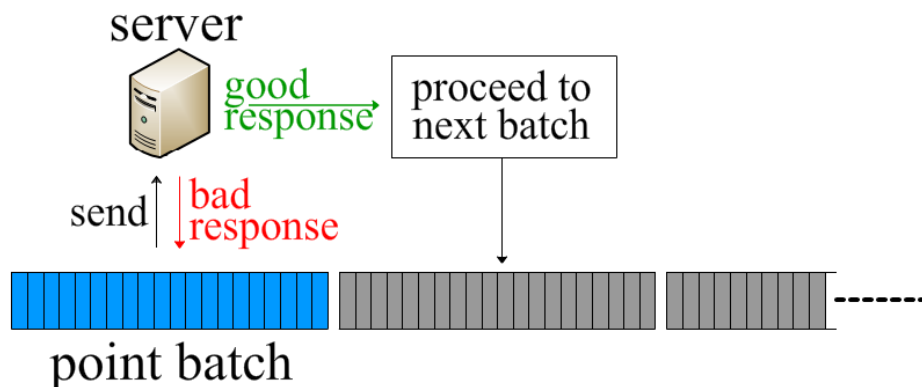 server
good
response
proceed to
next batch
send
bad
response
point batch